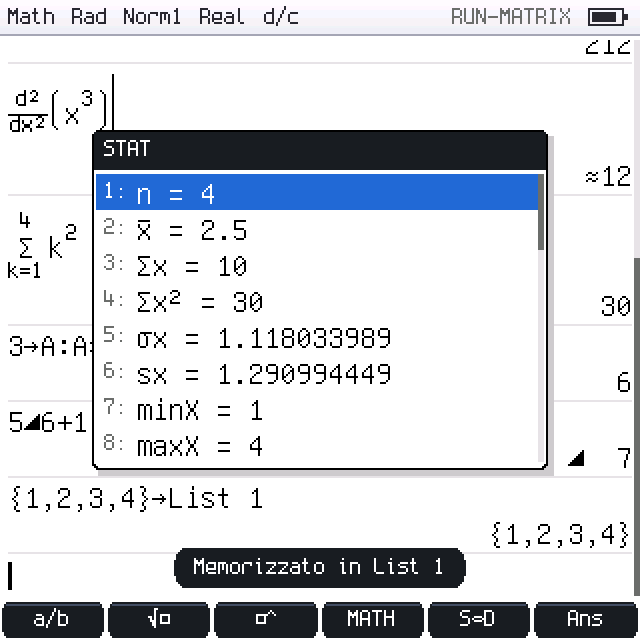 Math Rad Norm1 Real d/c RUN-MATRIX
212
d²/dx²(x³)
≈12
STAT
1: n = 4
2: x̄ = 2.5
3: Σx = 10
4: Σx² = 30
5: σx = 1.118033989
6: sx = 1.290994449
7: minX = 1
8: maxX = 4
4
Σ k²
k=1
30
3→A:A
6
5◢6+1
◢ 7
{1,2,3,4}→List 1
{1,2,3,4}
Memorizzato in List 1
a/b √□ □^ MATH S=D Ans